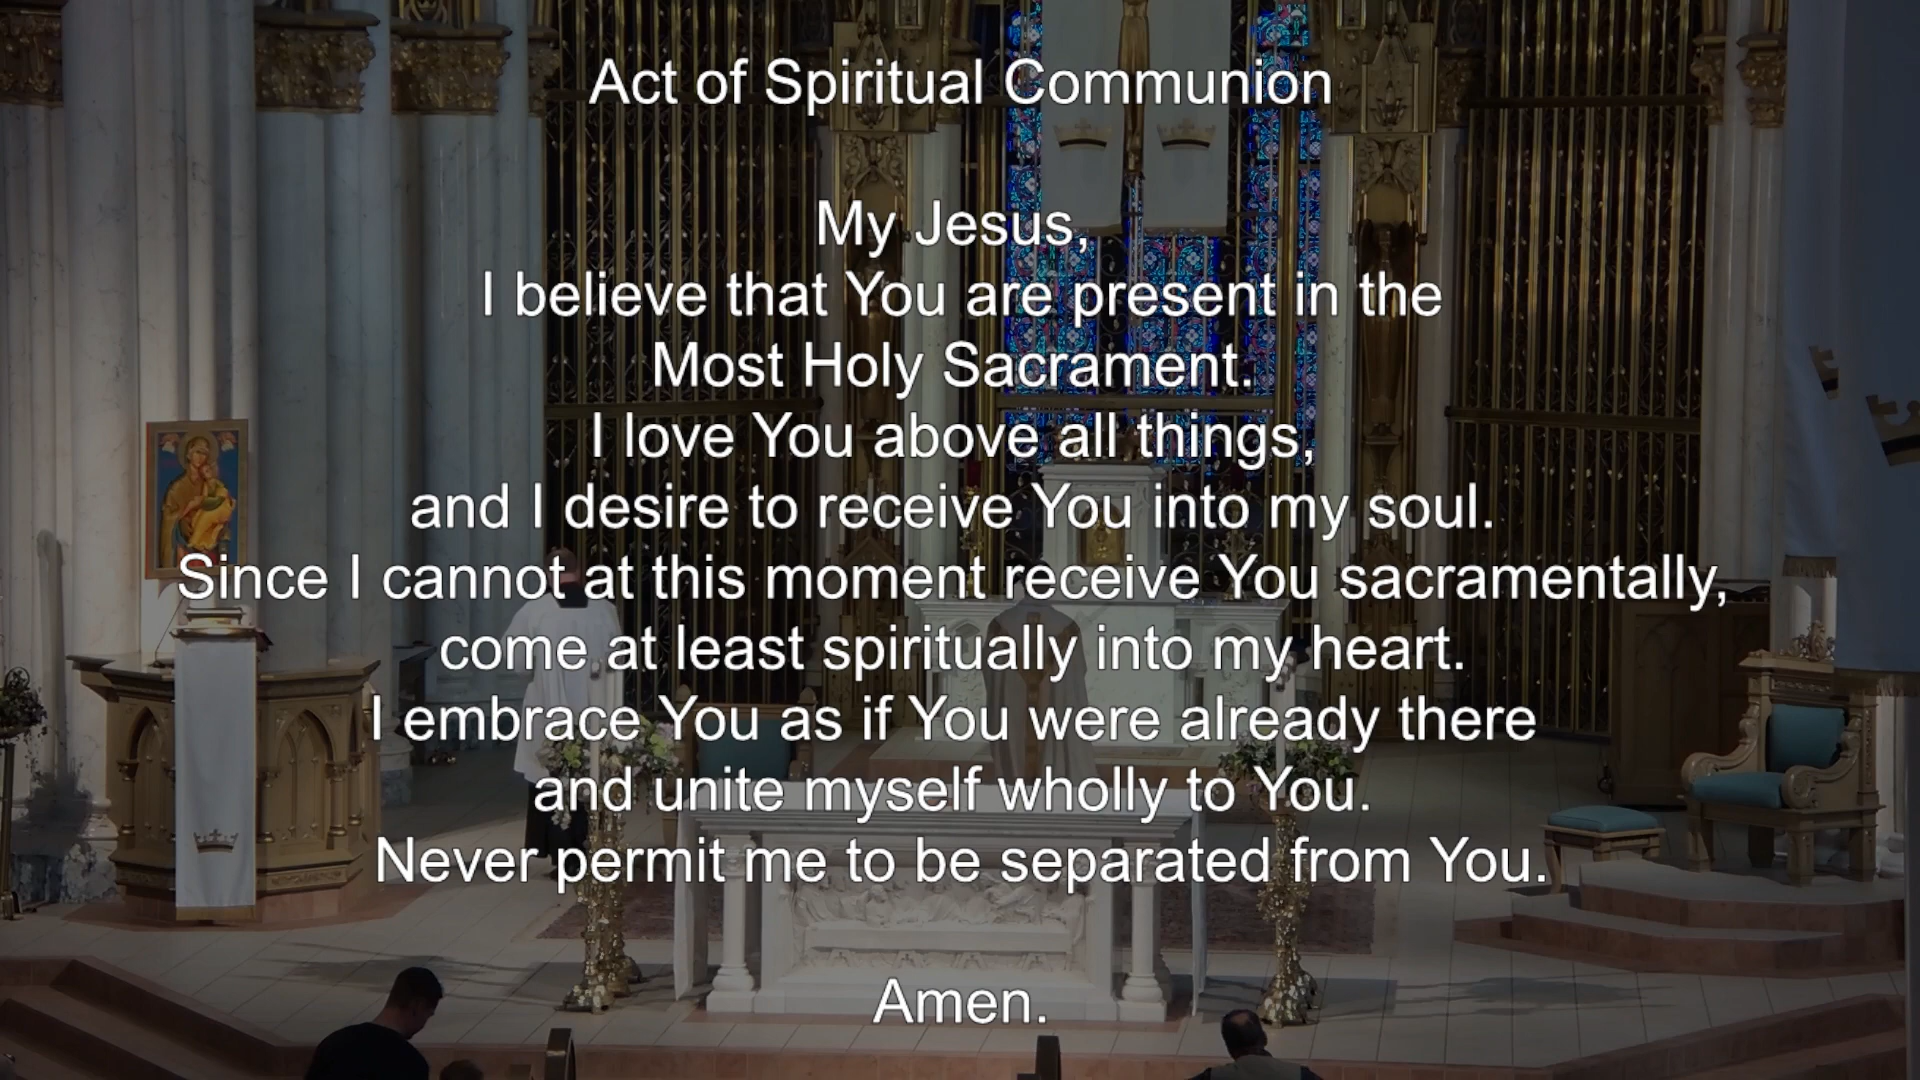 Act of Spiritual Communion
My Jesus,
I believe that You are present in the
Most Holy Sacrament.
I love You above all things,
and I desire to receive You into my soul.
Since I cannot at this moment receive You sacramentally,
come at least spiritually into my heart.
I embrace You as if You were already there
and unite myself wholly to You.
Never permit me to be separated from You.
Amen.